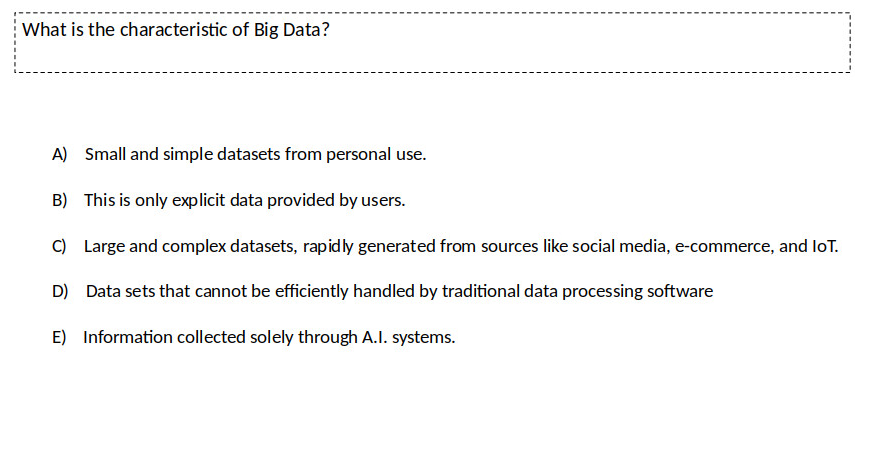 What is the characteristic of Big Data?
A) Small and simple datasets from personal use.
B) This is only explicit data provided by users.
C) Large and complex datasets, rapidly generated from sources like social media, e-commerce, and IoT.
D) Data sets that cannot be efficiently handled by traditional data processing software
E) Information collected solely through A.I. systems.